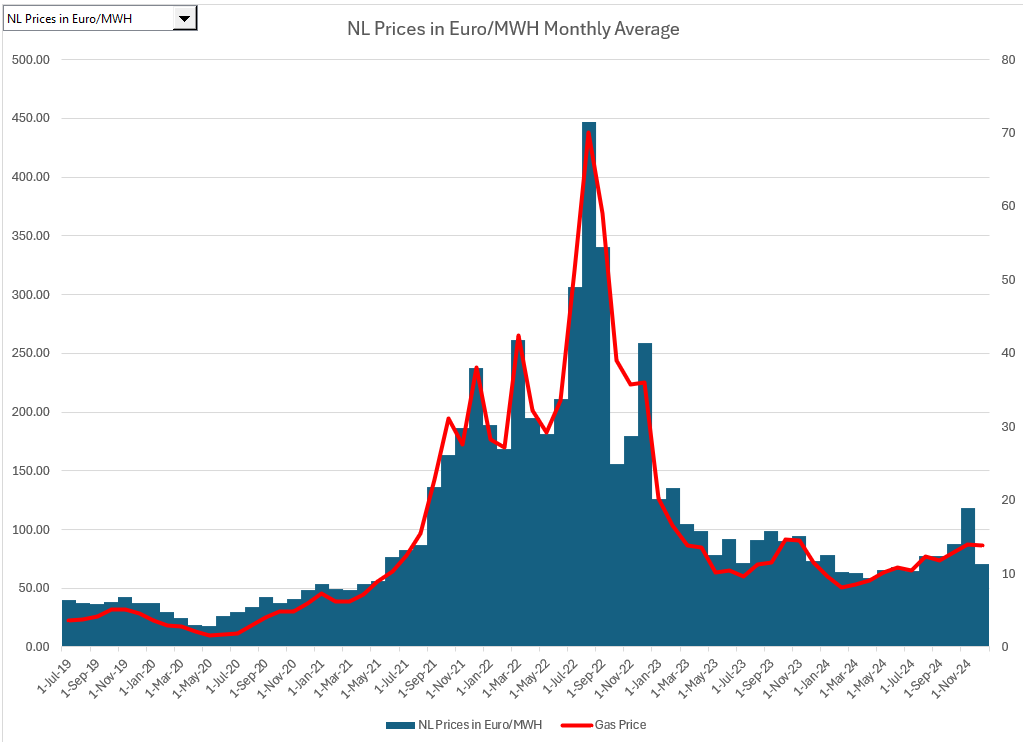 NL Prices in Euro/MWH
NL Prices in Euro/MWH Monthly Average
500.00
450.00
400.00
350.00
300.00
250.00
200.00
150.00
100.00
50.00
0.00
80
70
60
50
40
30
20
10
0
1-Jul-19
1-Sep-19
1-Nov-19
1-Jan-20
1-Mar-20
1-May-20
1-Jul-20
1-Sep-20
1-Nov-20
1-Jan-21
1-Mar-21
1-May-21
1-Jul-21
1-Sep-21
1-Nov-21
1-Jan-22
1-Mar-22
1-May-22
1-Jul-22
1-Sep-22
1-Nov-22
1-Jan-23
1-Mar-23
1-May-23
1-Jul-23
1-Sep-23
1-Nov-23
1-Jan-24
1-Mar-24
1-May-24
1-Jul-24
1-Sep-24
1-Nov-24
NL Prices in Euro/MWH
Gas Price